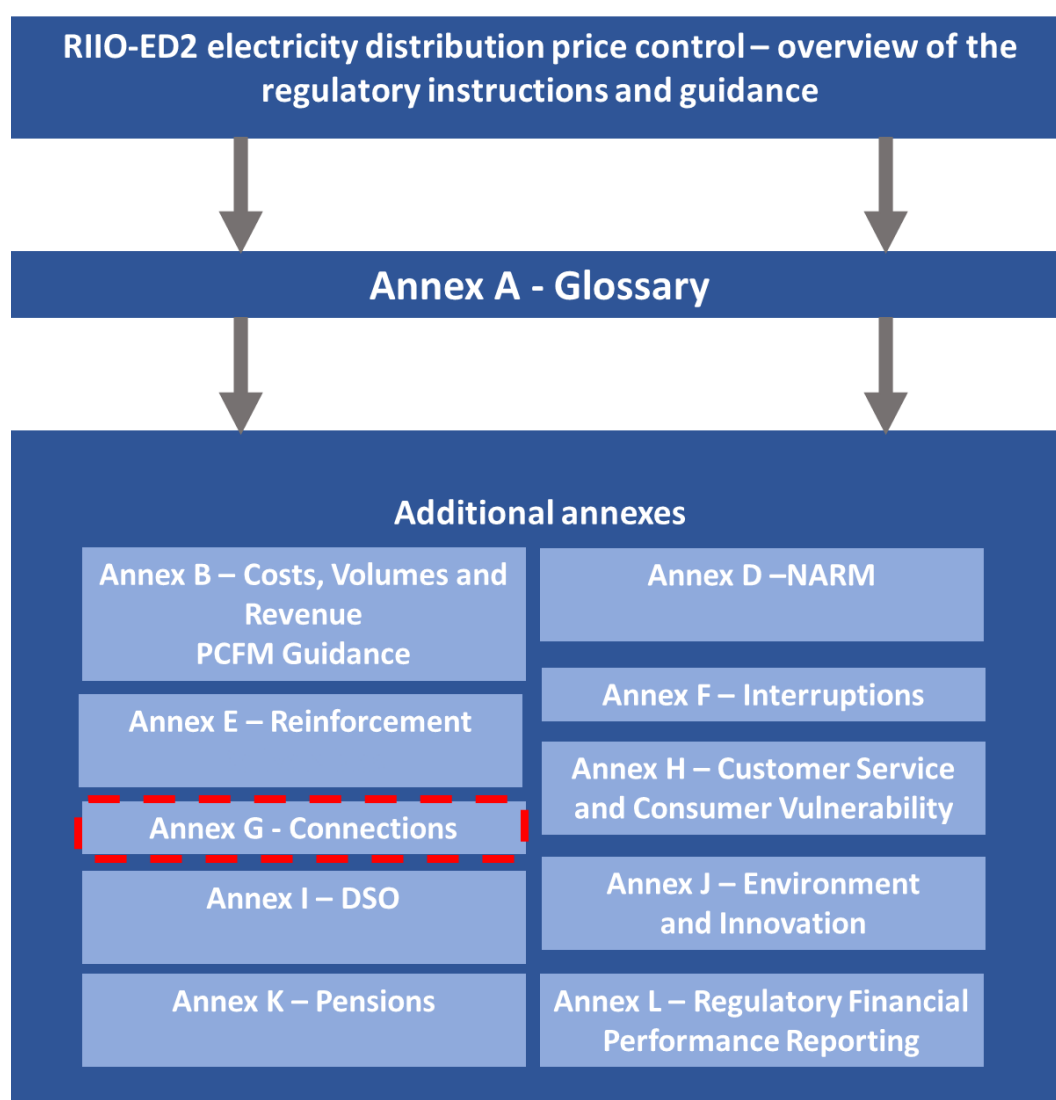 RIIO-ED2 electricity distribution price control – overview of the
regulatory instructions and guidance
Annex A - Glossary
Additional annexes
Annex B – Costs, Volumes and
Revenue
PCFM Guidance
Annex D –NARM
Annex E – Reinforcement
Annex F – Interruptions
Annex G - Connections
Annex H – Customer Service
and Consumer Vulnerability
Annex I – DSO
Annex J – Environment
and Innovation
Annex K – Pensions
Annex L – Regulatory Financial
Performance Reporting